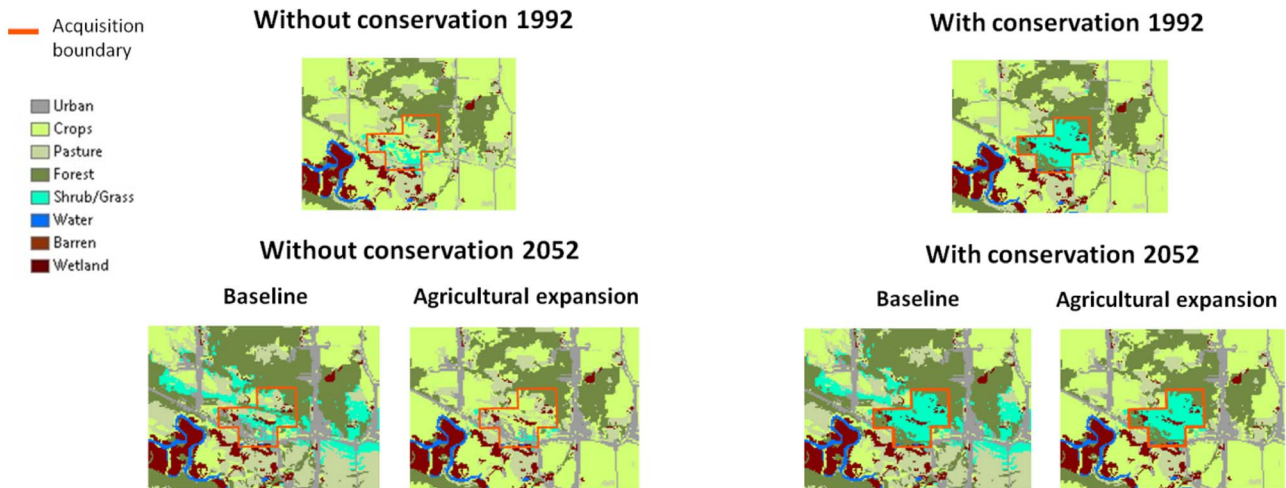 Acquisition
boundary
Urban
Crops
Pasture
Forest
Shrub/Grass
Water
Barren
Wetland
Without conservation 1992
With conservation 1992
Without conservation 2052
Baseline
Agricultural expansion
With conservation 2052
Baseline
Agricultural expansion